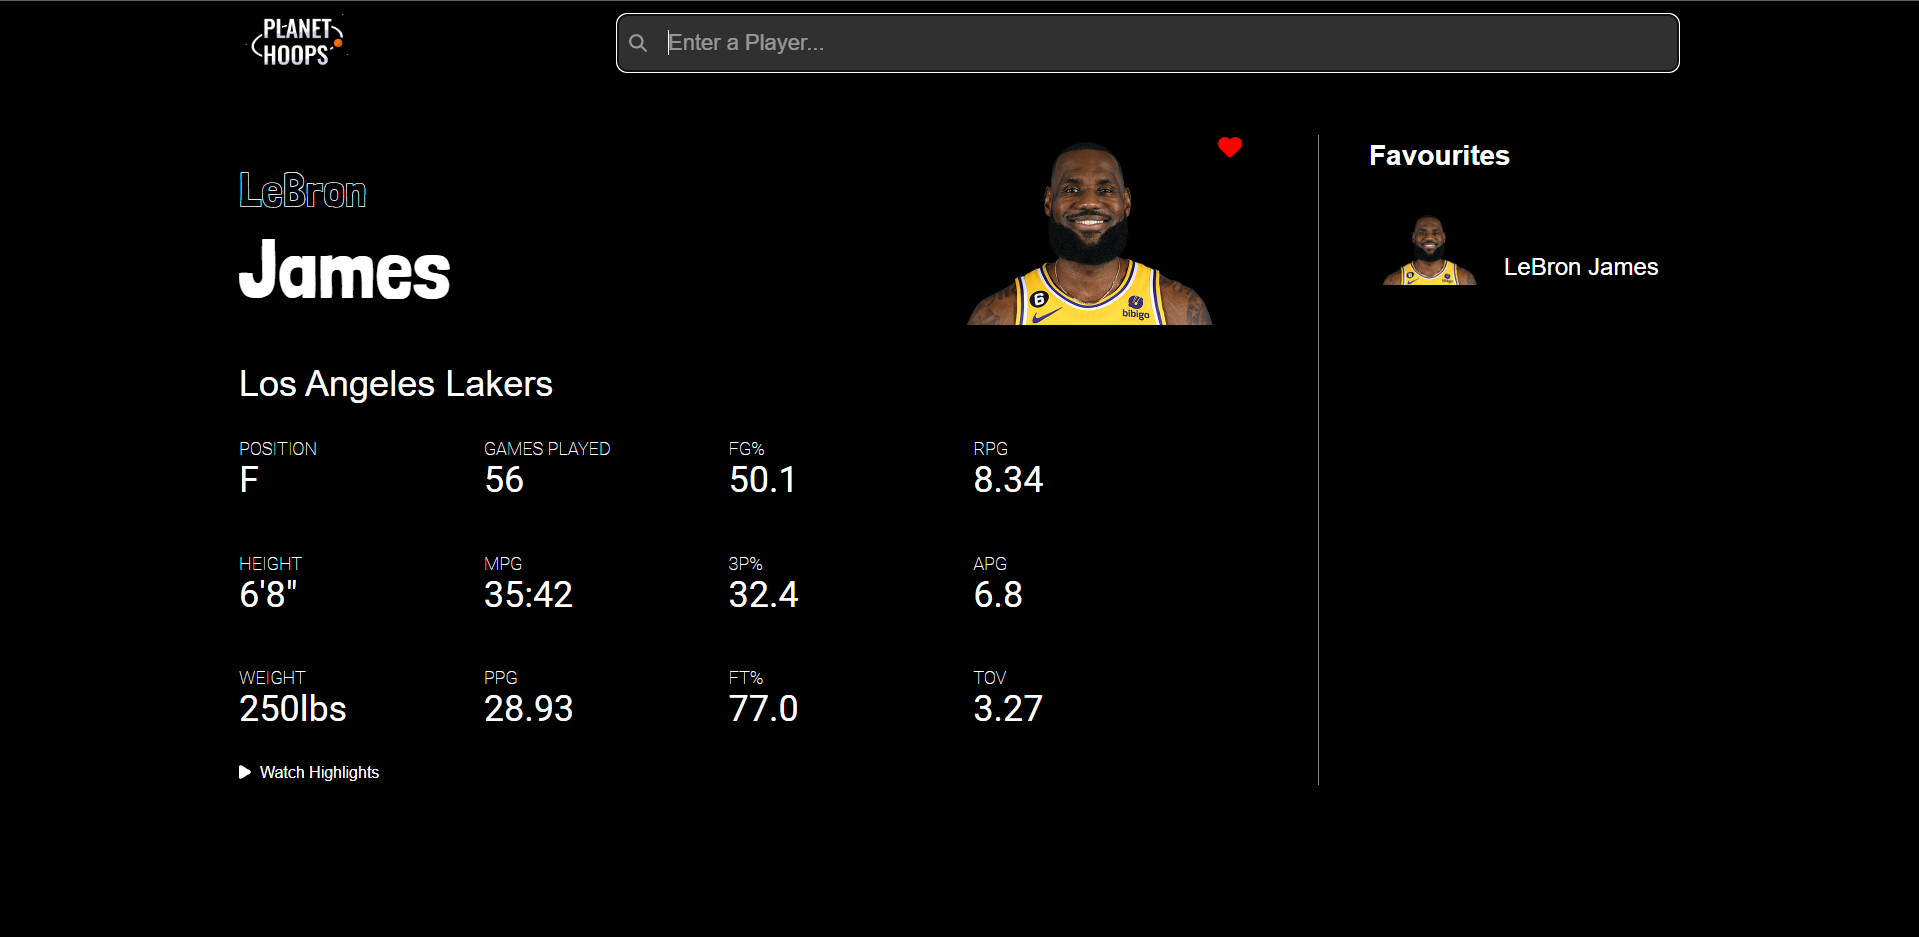 PLANET
HOOPS
Enter a Player...
LeBron
James
6
bibigo
Favourites
LeBron James
Los Angeles Lakers
POSITION
F
GAMES PLAYED
56
FG%
50.1
RPG
8.34
HEIGHT
6'8"
MPG
35:42
3P%
32.4
APG
6.8
WEIGHT
250lbs
PPG
28.93
FT%
77.0
TOV
3.27
Watch Highlights